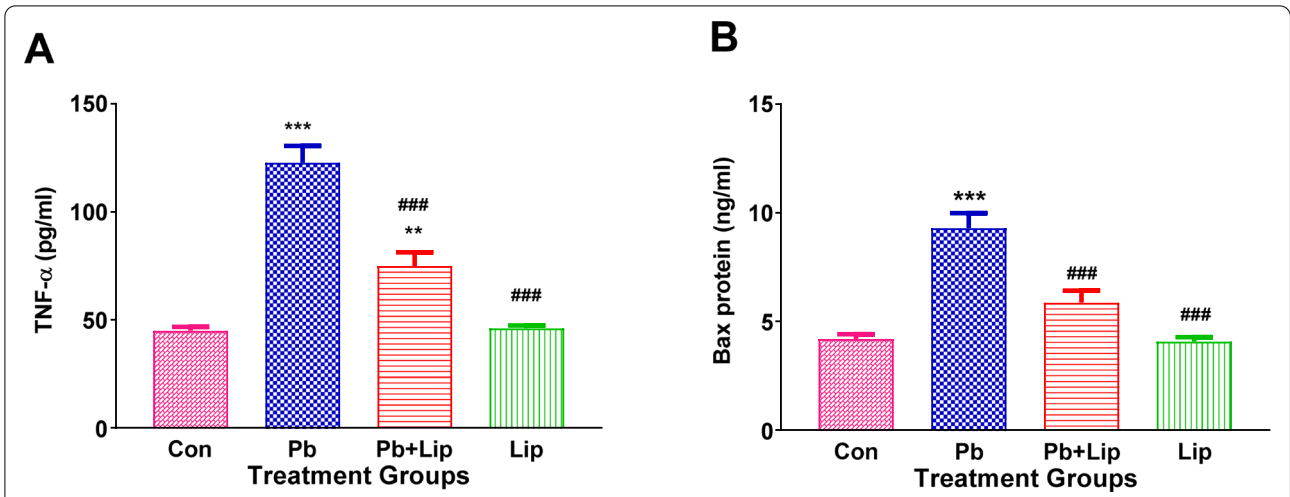 A
TNF-α (pg/ml)
150
100
50
0
***
###
**
###
Con Pb Pb+Lip Lip
Treatment Groups
B
Bax protein (ng/ml)
15
10
5
0
***
###
###
Con Pb Pb+Lip Lip
Treatment Groups